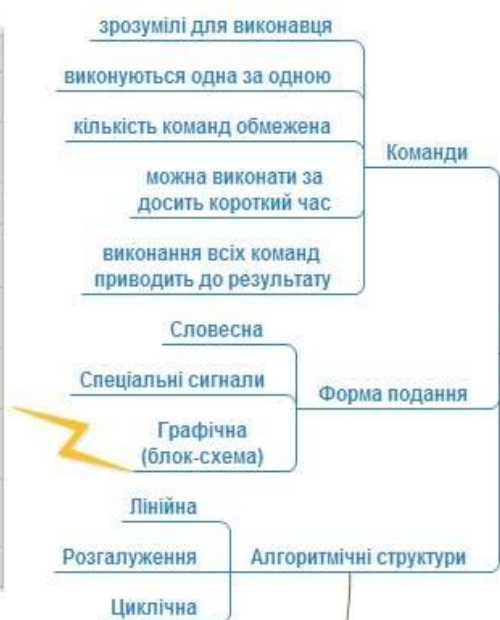 зрозумілі для виконавця
виконуються одна за одною
кількість команд обмежена
можна виконати за
досить короткий час
виконання всіх команд
приводить до результату
Команди
Словесна
Спеціальні сигнали
Графічна
(блок-схема)
Форма подання
Лінійна
Розгалуження
Циклічна
Алгоритмічні структури